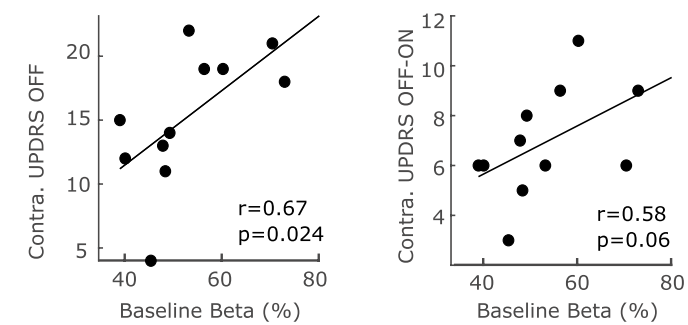 Contra. UPDRS OFF
20
15
10
5
40
60
80
Baseline Beta (%)
r=0.67
p=0.024
Contra. UPDRS OFF-ON
12
10
8
6
4
40
60
80
Baseline Beta (%)
r=0.58
p=0.06